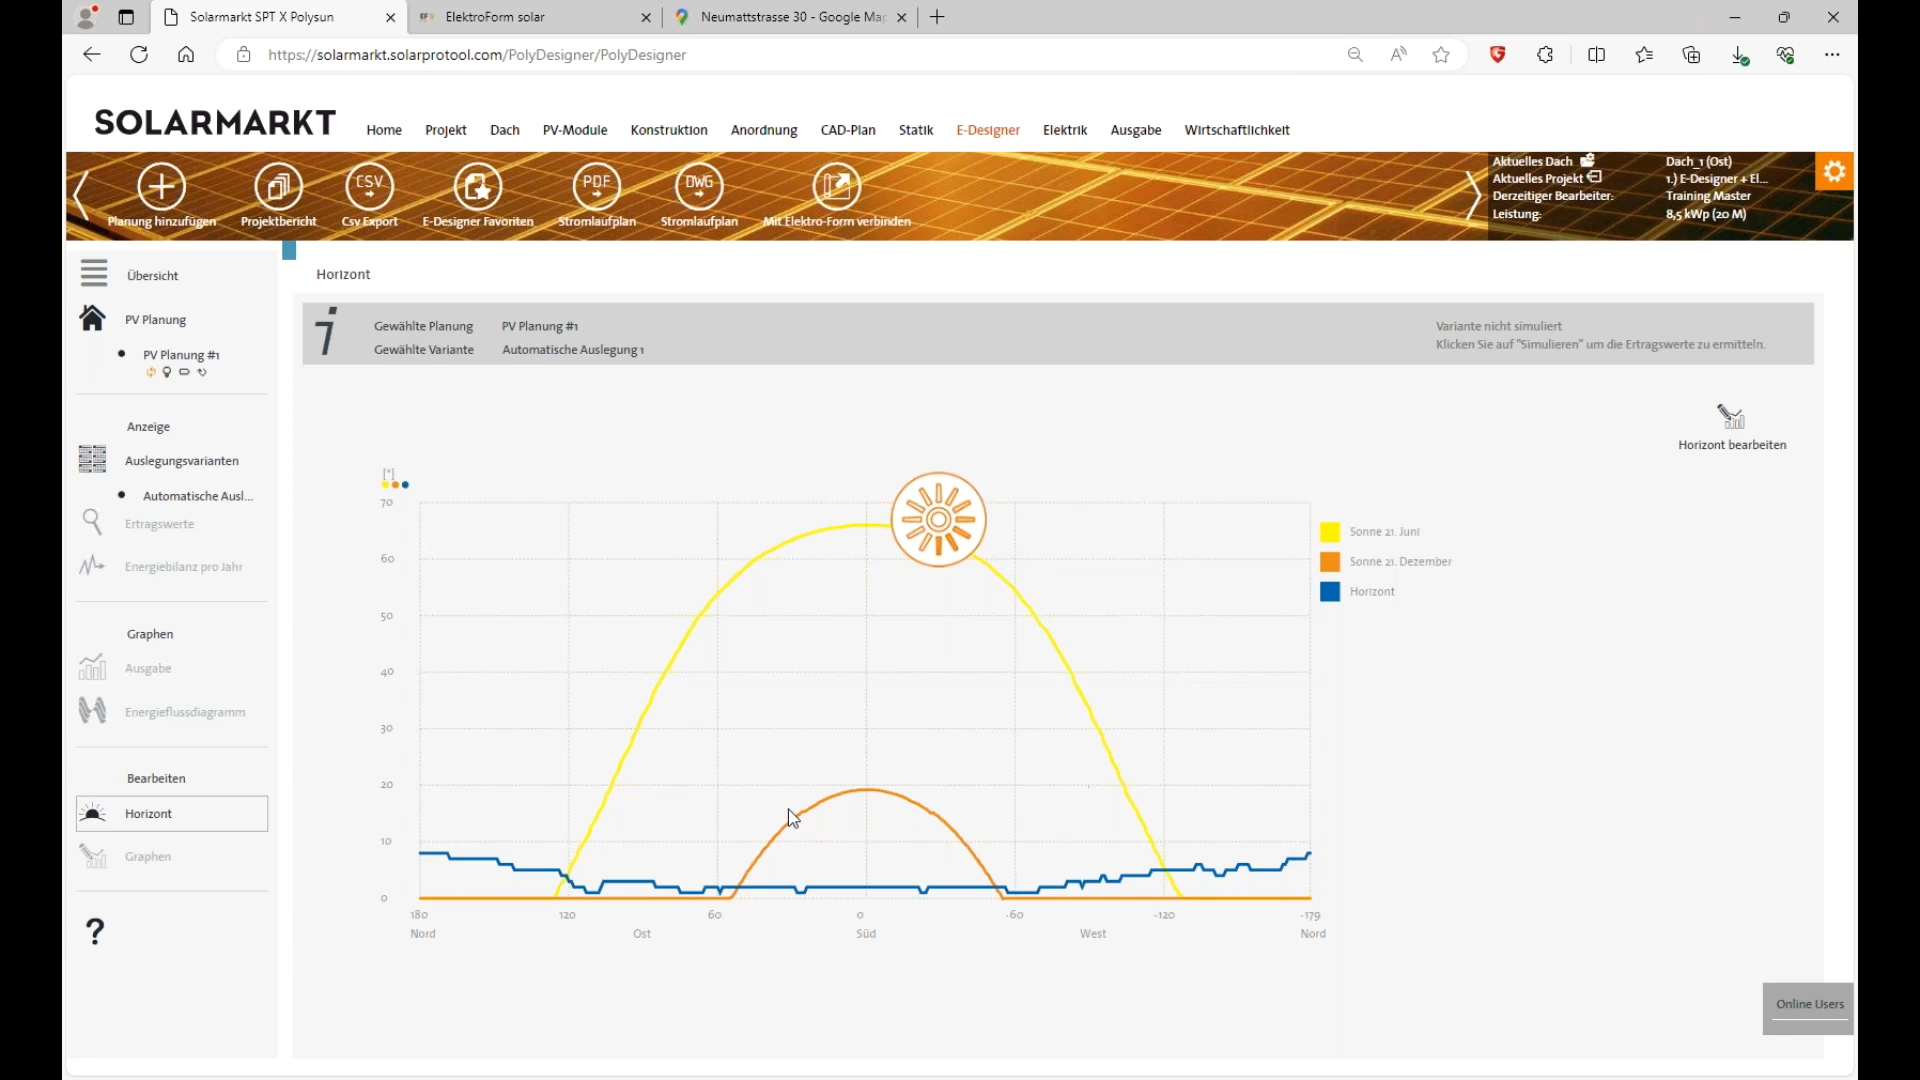 Solarmarkt SPT X Polysun
ElektroForm solar
Neumattstrasse 30 - Google Ma
https://solarmarkt.solarprotool.com/PolyDesigner/PolyDesigner
SOLARMARKT
Home Projekt Dach PV-Module Konstruktion Anordnung CAD-Plan Statik E-Designer Elektrik Ausgabe Wirtschaftlichkeit
CSV PDF DWG
Planung hinzufügen Projektbericht Csv Export E-Designer Favoriten Stromlaufplan Stromlaufplan Mit Elektro-Form verbinden
Aktuelles Dach Dach_1 (Ost)
Aktuelles Projekt 1.) E-Designer + El...
Derzeitiger Bearbeiter: Training Master
Leistung: 8,5 kWp (20 M)
Übersicht
PV Planung
PV Planung #1
Anzeige
Auslegungsvarianten
Automatische Ausl...
Ertragswerte
Energiebilanz pro Jahr
Graphen
Ausgabe
Energieflussdiagramm
Bearbeiten
Horizont
Graphen
?
Horizont
i
Gewählte Planung PV Planung #1
Gewählte Variante Automatische Auslegung 1
Variante nicht simuliert
Klicken Sie auf "Simulieren" um die Ertragswerte zu ermitteln.
Horizont bearbeiten
[°]
70
60
50
40
30
20
10
0
180 120 60 0 -60 -120 -179
Nord Ost Süd West Nord
Sonne 21. Juni
Sonne 21. Dezember
Horizont
Online Users